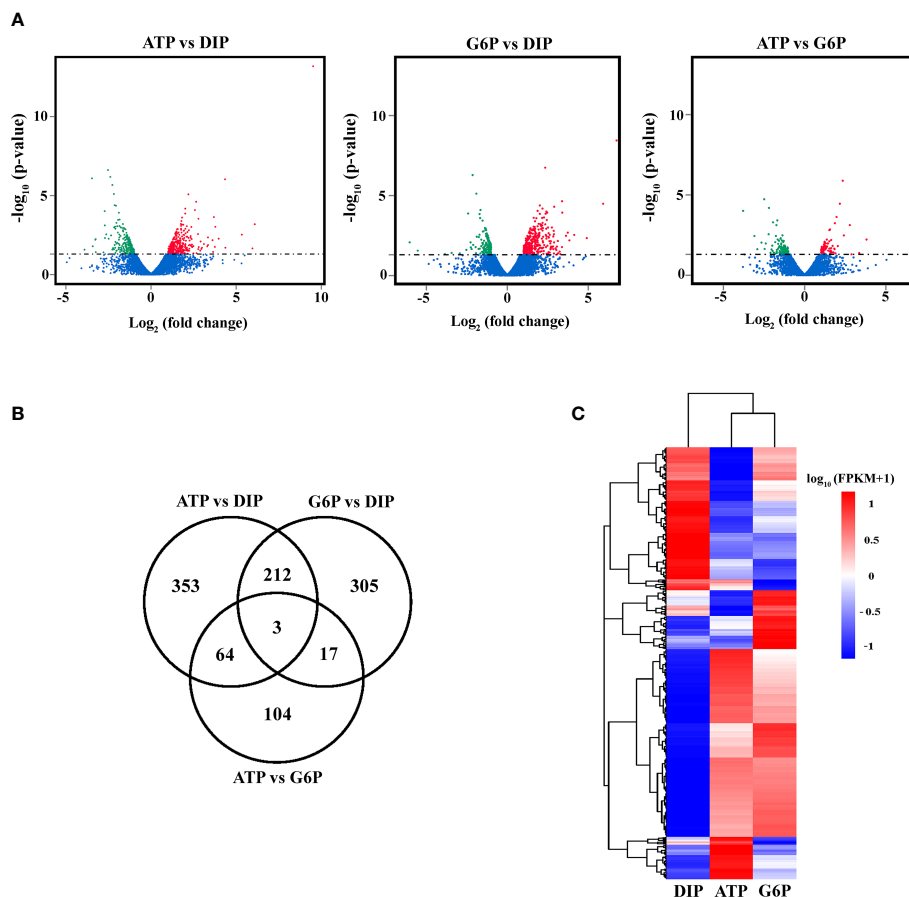 A
ATP vs DIP
G6P vs DIP
ATP vs G6P
-log10 (p-value)
10
5
0
-5 0 5 10
Log2 (fold change)
-log10 (p-value)
10
5
0
-5 0 5
Log2 (fold change)
-log10 (p-value)
10
5
0
-5 0 5
Log2 (fold change)
B
ATP vs DIP
G6P vs DIP
353
212
305
3
64
17
104
ATP vs G6P
C
log10 (FPKM+1)
1
0.5
0
- 0.5
-1
DIP ATP G6P